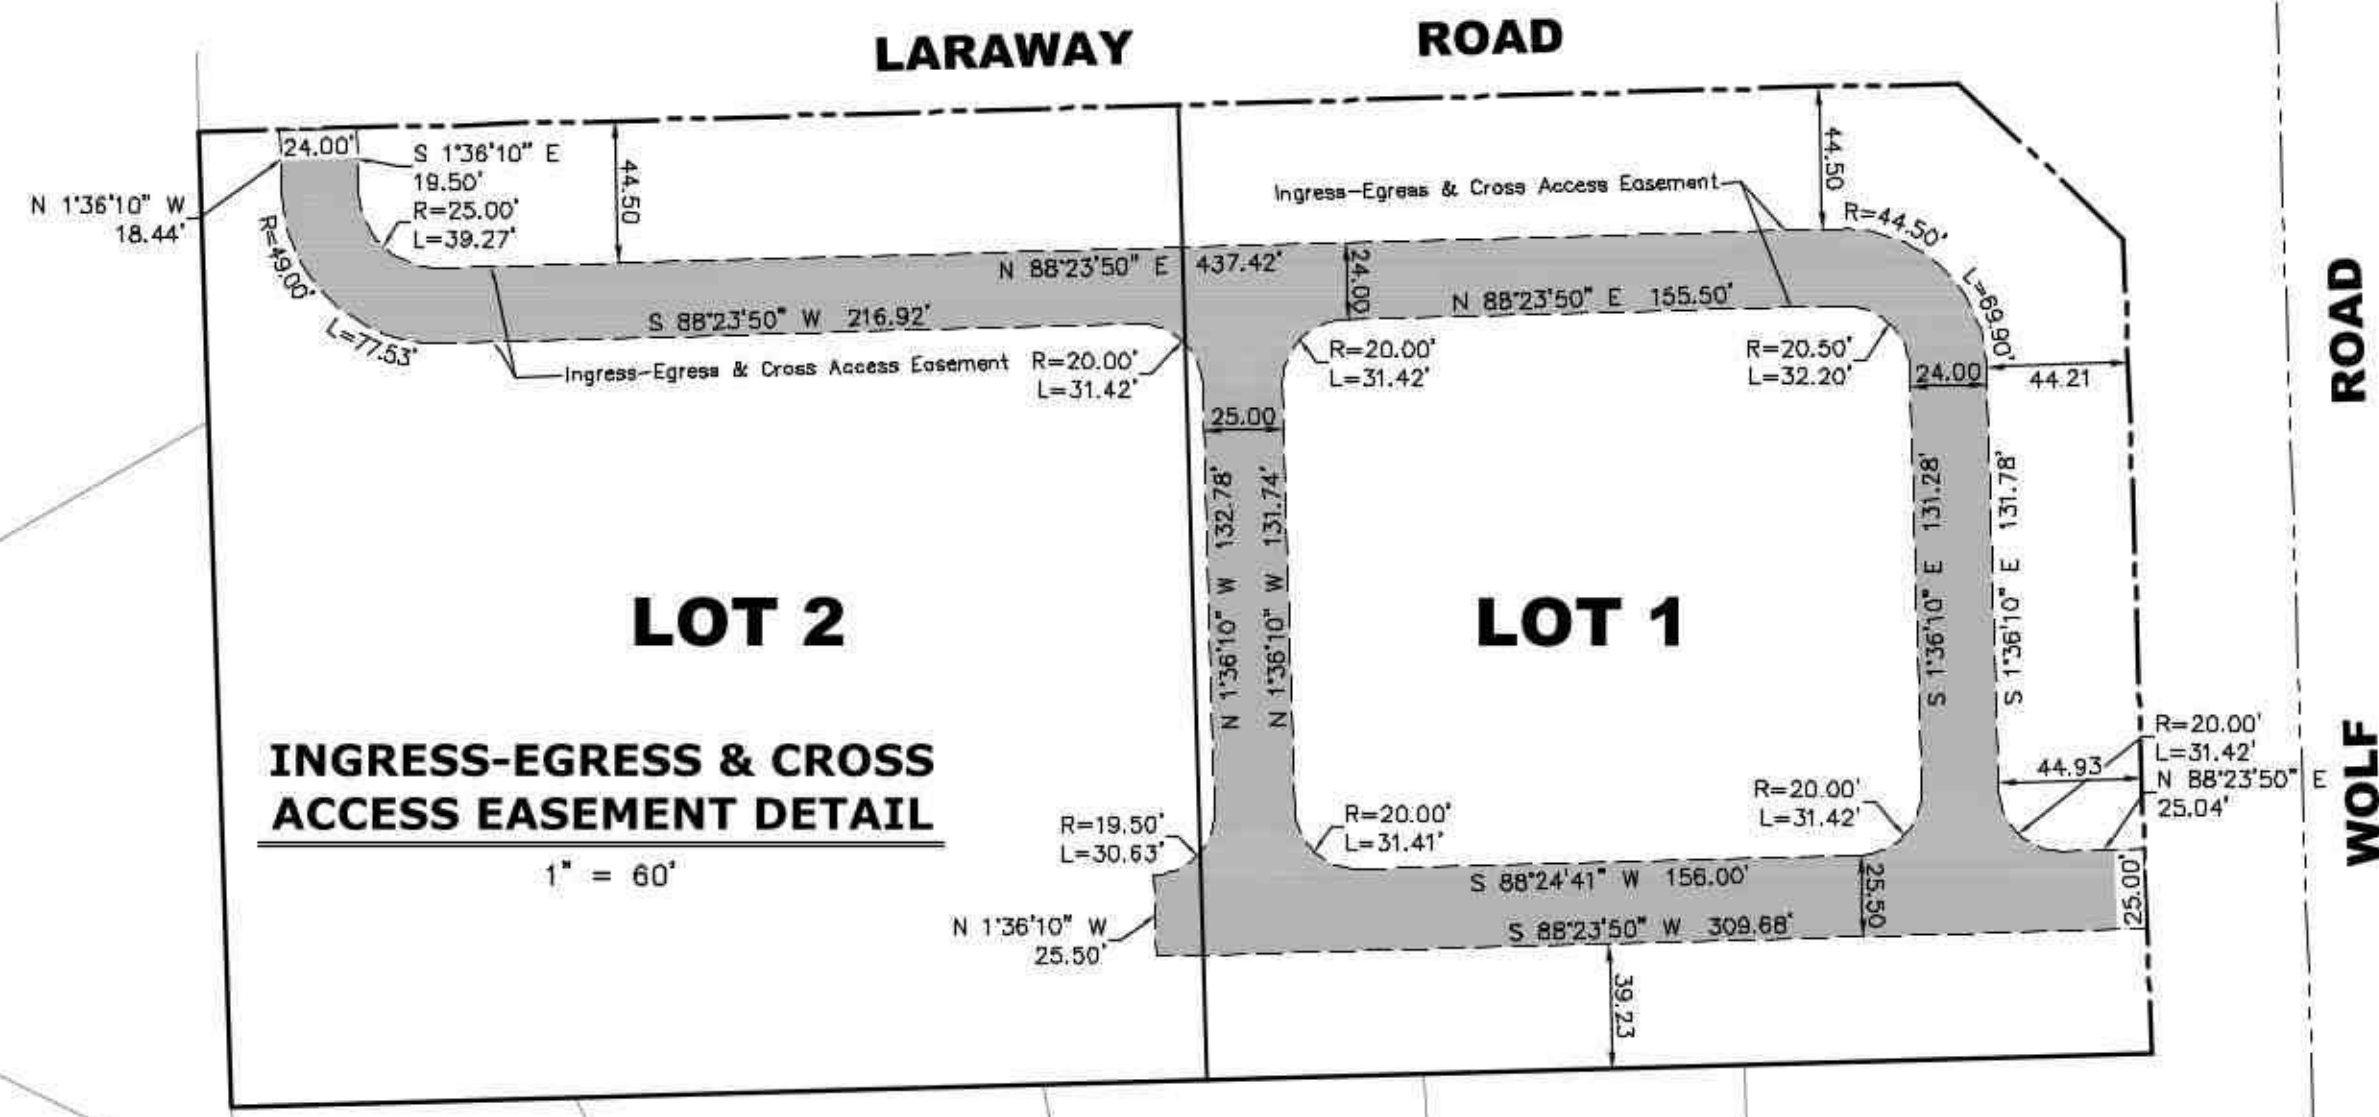 LARAWAY ROAD
24.00'
S 1°36'10" E
19.50'
R=25.00'
L=39.27'
N 1°36'10" W
18.44'
R=49.00'
L=77.53'
44.50
44.50
Ingress-Egress & Cross Access Easement
R=44.50'
L=69.90'
N 88°23'50" E 437.42'
24.00
N 88°23'50" E 155.50'
S 88°23'50" W 216.92'
Ingress-Egress & Cross Access Easement
R=20.00'
L=31.42'
R=20.00'
L=31.42'
R=20.50'
L=32.20'
24.00
44.21
25.00
N 1°36'10" W 132.78'
N 1°36'10" W 131.74'
S 1°36'10" E 131.28'
S 1°36'10" E 131.78'
LOT 2
LOT 1
WOLF ROAD
INGRESS-EGRESS & CROSS
ACCESS EASEMENT DETAIL
1" = 60'
R=20.00'
L=31.42'
N 88°23'50" E
25.04'
44.93
R=19.50'
L=30.63'
R=20.00'
L=31.41'
R=20.00'
L=31.42'
S 88°24'41" W 156.00'
25.50
25.00'
N 1°36'10" W
25.50'
S 88°23'50" W 309.68'
39.23